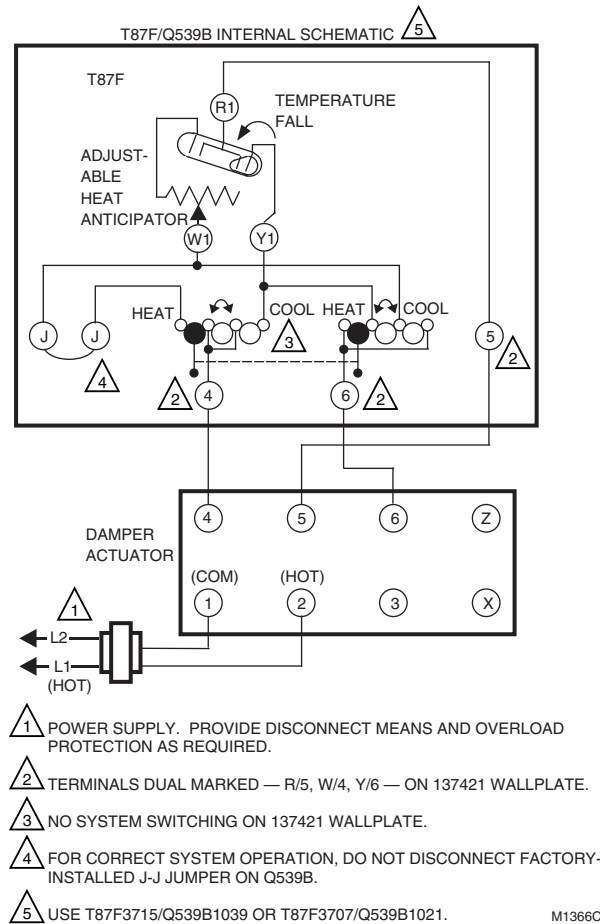 T87F/Q539B INTERNAL SCHEMATIC 5
T87F
R1
TEMPERATURE
FALL
ADJUST-
ABLE
HEAT
ANTICIPATOR
W1
Y1
HEAT
COOL
HEAT
COOL
J
J
3
5
2
4
2
4
6
2
4
5
6
Z
DAMPER
ACTUATOR
(COM)
(HOT)
1
2
3
X
1
L2
L1
(HOT)
1 POWER SUPPLY. PROVIDE DISCONNECT MEANS AND OVERLOAD
PROTECTION AS REQUIRED.
2 TERMINALS DUAL MARKED — R/5, W/4, Y/6 — ON 137421 WALLPLATE.
3 NO SYSTEM SWITCHING ON 137421 WALLPLATE.
4 FOR CORRECT SYSTEM OPERATION, DO NOT DISCONNECT FACTORY-
INSTALLED J-J JUMPER ON Q539B.
5 USE T87F3715/Q539B1039 OR T87F3707/Q539B1021.
M1366C